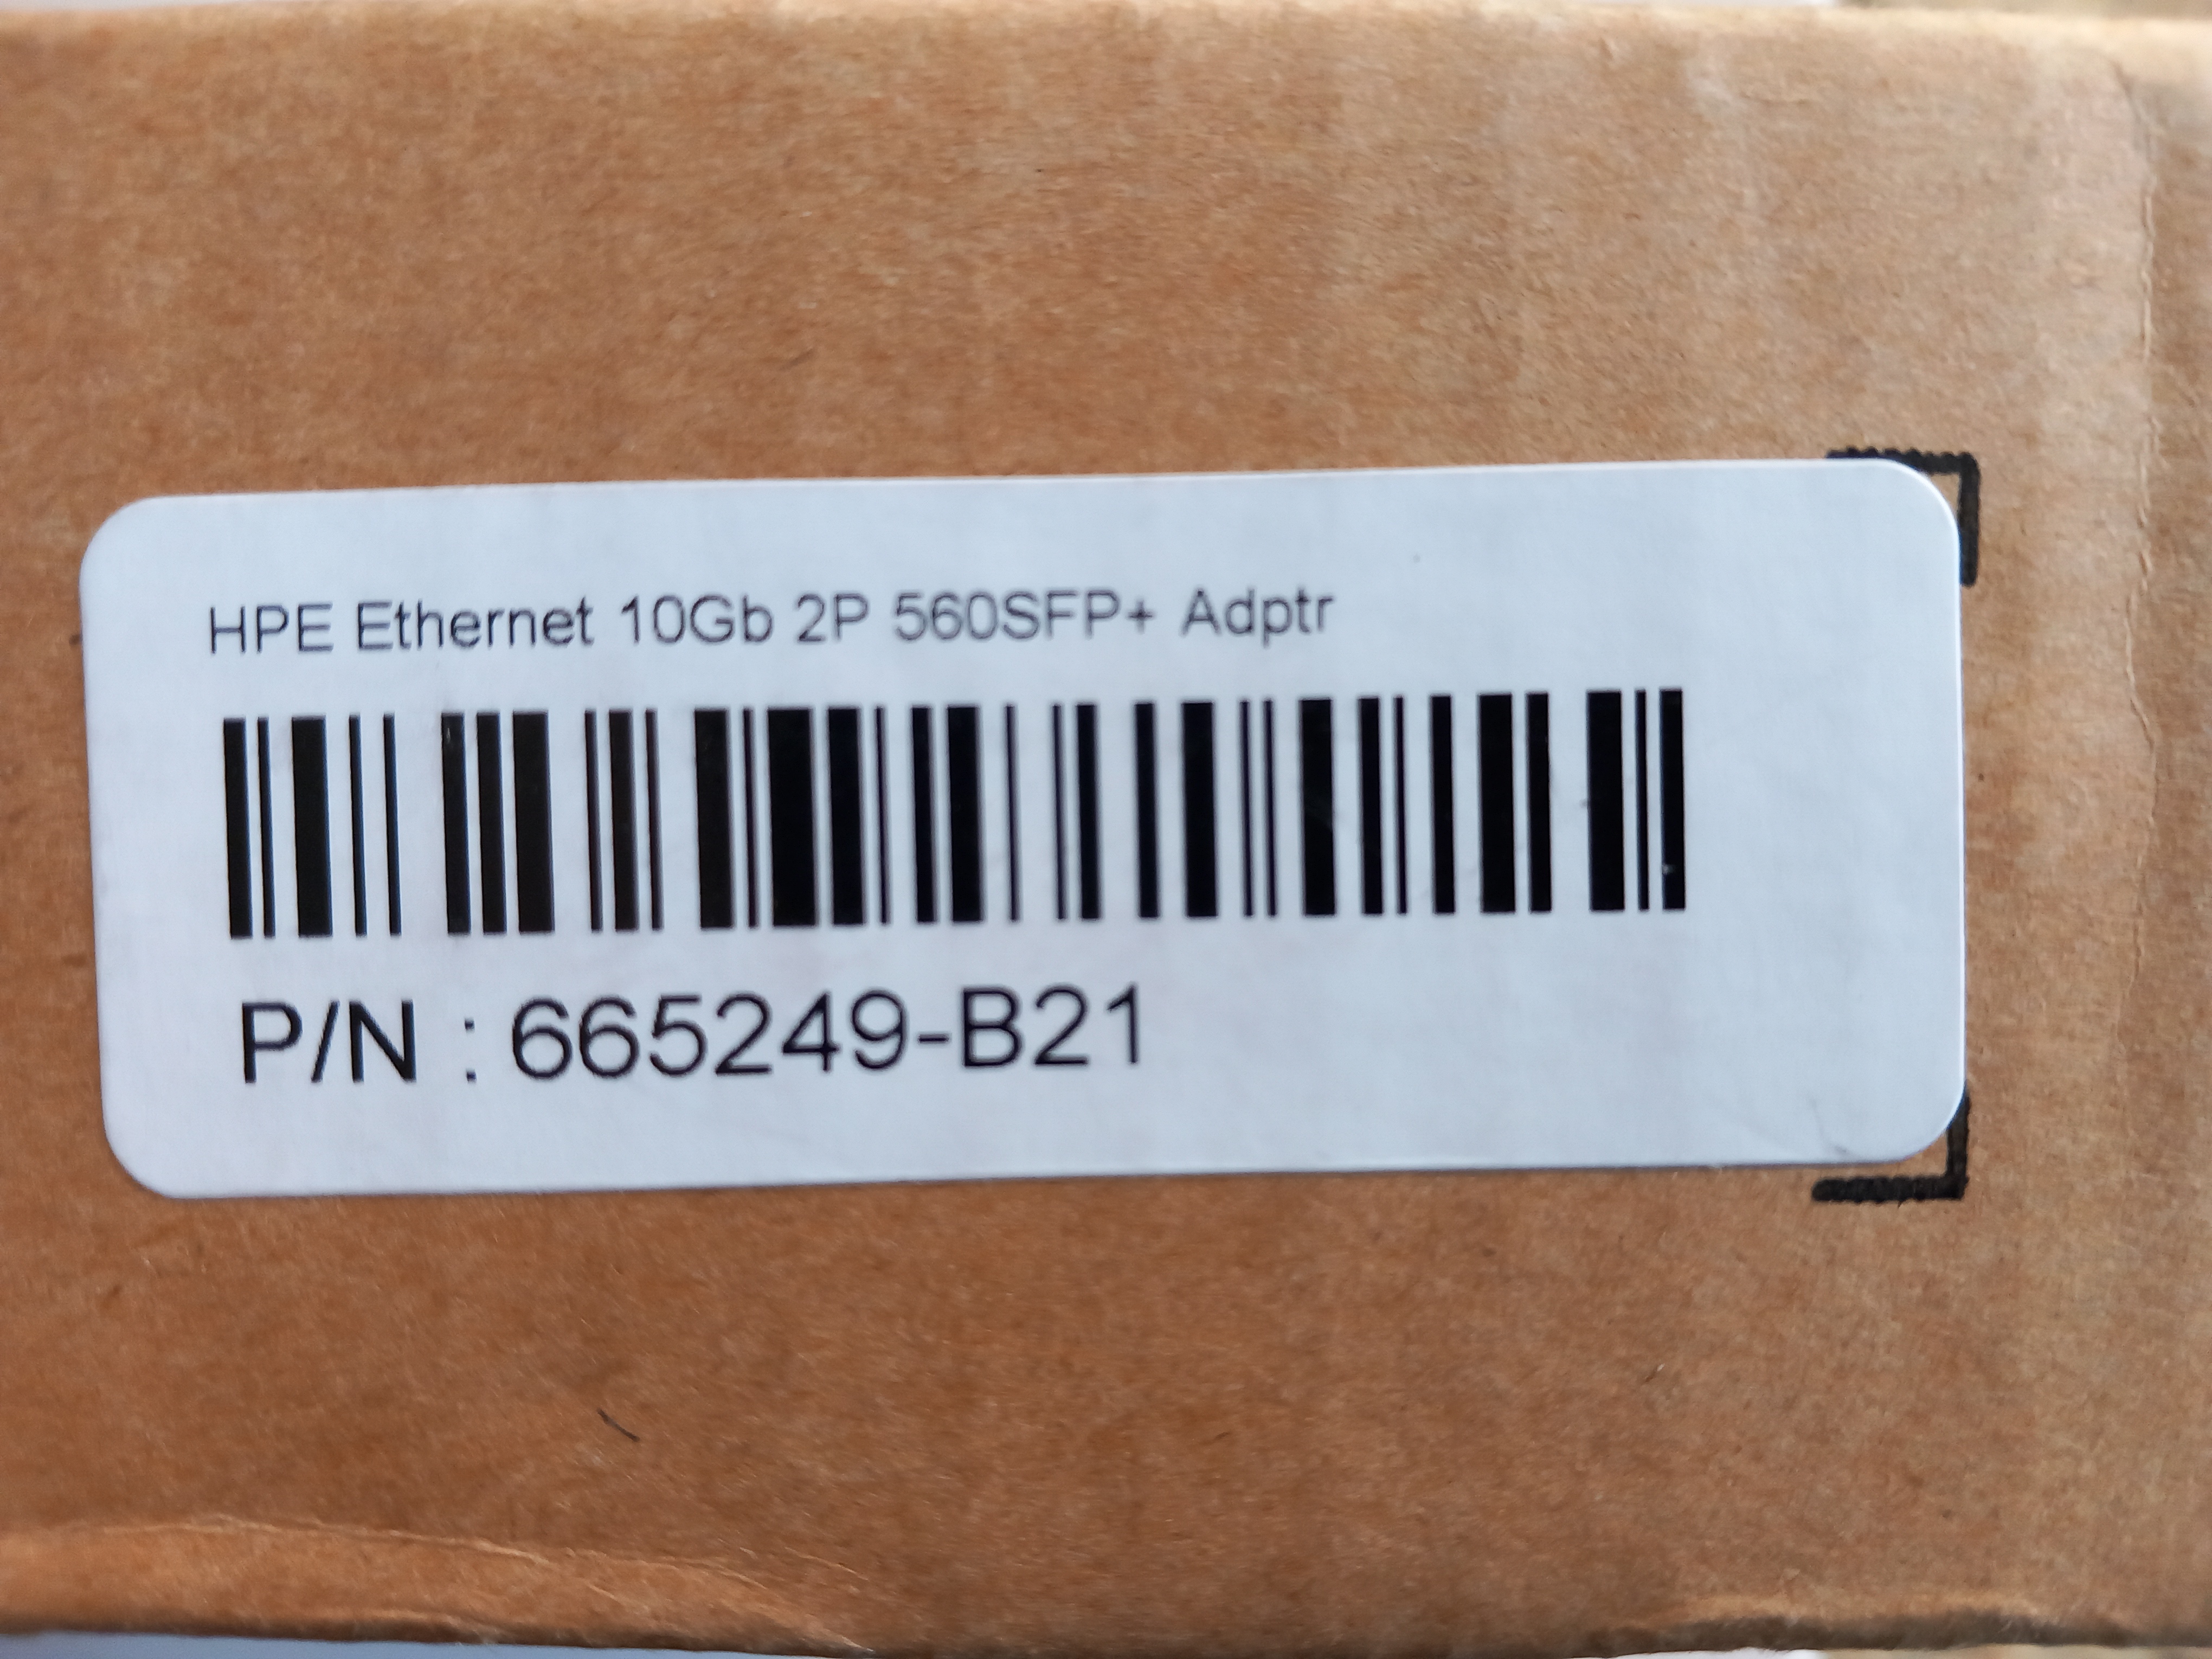 HPE Ethernet 10Gb 2P 560SFP+ Adptr
P/N : 665249-B21